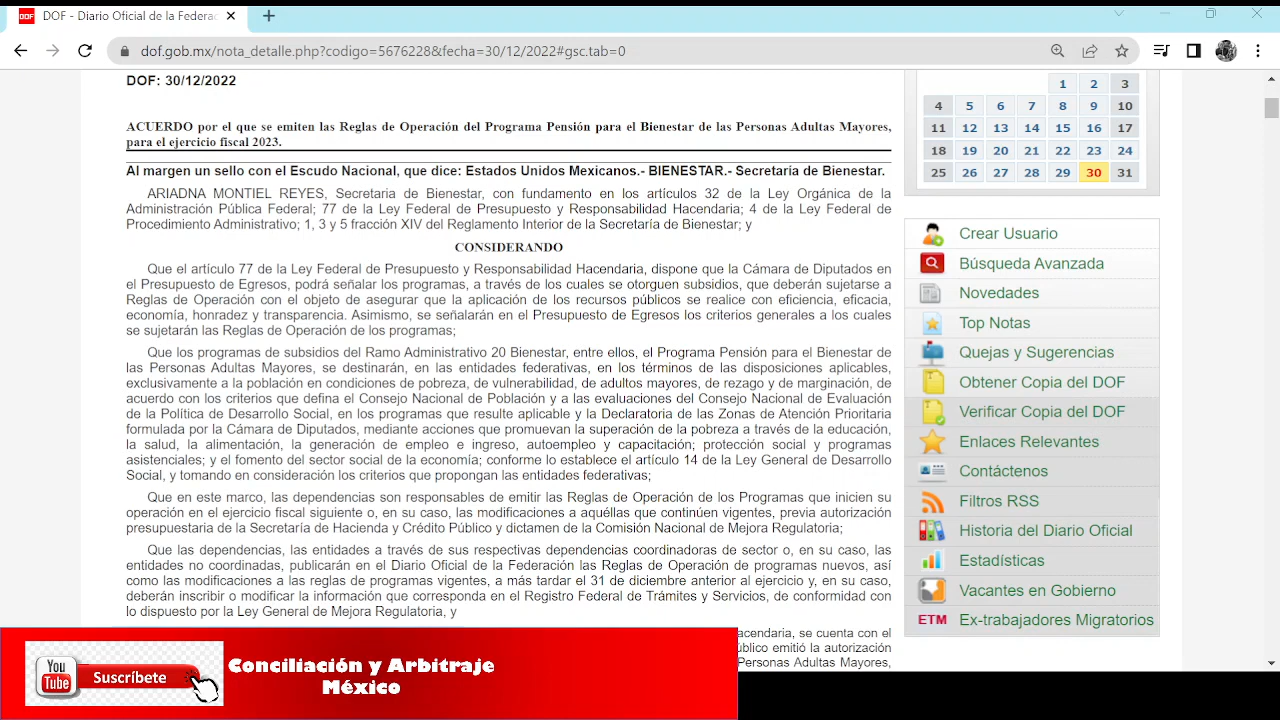 DOF - Diario Oficial de la Federac
dof.gob.mx/nota_detalle.php?codigo=5676228&fecha=30/12/2022#gsc.tab=0
DOF: 30/12/2022
ACUERDO por el que se emiten las Reglas de Operación del Programa Pensión para el Bienestar de las Personas Adultas Mayores,
para el ejercicio fiscal 2023.
Al margen un sello con el Escudo Nacional, que dice: Estados Unidos Mexicanos.- BIENESTAR.- Secretaría de Bienestar.
ARIADNA MONTIEL REYES, Secretaria de Bienestar, con fundamento en los artículos 32 de la Ley Orgánica de la
Administración Pública Federal; 77 de la Ley Federal de Presupuesto y Responsabilidad Hacendaria; 4 de la Ley Federal de
Procedimiento Administrativo; 1, 3 y 5 fracción XIV del Reglamento Interior de la Secretaría de Bienestar; y
CONSIDERANDO
Que el artículo 77 de la Ley Federal de Presupuesto y Responsabilidad Hacendaria, dispone que la Cámara de Diputados en
el Presupuesto de Egresos, podrá señalar los programas, a través de los cuales se otorguen subsidios, que deberán sujetarse a
Reglas de Operación con el objeto de asegurar que la aplicación de los recursos públicos se realice con eficiencia, eficacia,
economía, honradez y transparencia. Asimismo, se señalarán en el Presupuesto de Egresos los criterios generales a los cuales
se sujetarán las Reglas de Operación de los programas;
Que los programas de subsidios del Ramo Administrativo 20 Bienestar, entre ellos, el Programa Pensión para el Bienestar de
las Personas Adultas Mayores, se destinarán, en las entidades federativas, en los términos de las disposiciones aplicables,
exclusivamente a la población en condiciones de pobreza, de vulnerabilidad, de adultos mayores, de rezago y de marginación, de
acuerdo con los criterios que defina el Consejo Nacional de Población y a las evaluaciones del Consejo Nacional de Evaluación
de la Política de Desarrollo Social, en los programas que resulte aplicable y la Declaratoria de las Zonas de Atención Prioritaria
formulada por la Cámara de Diputados, mediante acciones que promuevan la superación de la pobreza a través de la educación,
la salud, la alimentación, la generación de empleo e ingreso, autoempleo y capacitación; protección social y programas
asistenciales; y el fomento del sector social de la economía; conforme lo establece el artículo 14 de la Ley General de Desarrollo
Social, y tomando en consideración los criterios que propongan las entidades federativas;
Que en este marco, las dependencias son responsables de emitir las Reglas de Operación de los Programas que inicien su
operación en el ejercicio fiscal siguiente o, en su caso, las modificaciones a aquéllas que continúen vigentes, previa autorización
presupuestaria de la Secretaría de Hacienda y Crédito Público y dictamen de la Comisión Nacional de Mejora Regulatoria;
Que las dependencias, las entidades a través de sus respectivas dependencias coordinadoras de sector o, en su caso, las
entidades no coordinadas, publicarán en el Diario Oficial de la Federación las Reglas de Operación de programas nuevos, así
como las modificaciones a las reglas de programas vigentes, a más tardar el 31 de diciembre anterior al ejercicio y, en su caso,
deberán inscribir o modificar la información que corresponda en el Registro Federal de Trámites y Servicios, de conformidad con
lo dispuesto por la Ley General de Mejora Regulatoria, y
acendaria, se cuenta con el
úblico emitió la autorización
Personas Adultas Mayores,
1 2 3
4 5 6 7 8 9 10
11 12 13 14 15 16 17
18 19 20 21 22 23 24
25 26 27 28 29 30 31
Crear Usuario
Búsqueda Avanzada
Novedades
Top Notas
Quejas y Sugerencias
Obtener Copia del DOF
Verificar Copia del DOF
Enlaces Relevantes
Contáctenos
Filtros RSS
Historia del Diario Oficial
Estadísticas
Vacantes en Gobierno
ETM Ex-trabajadores Migratorios
You
Tube
Suscríbete
Conciliación y Arbitraje
México